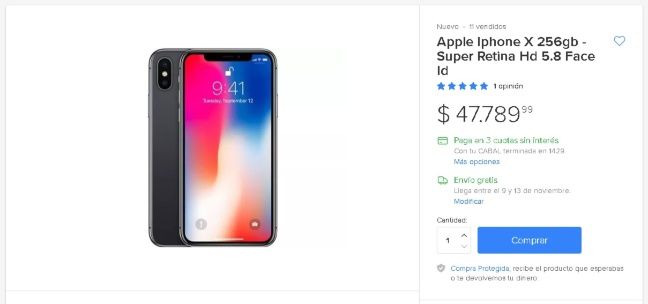 Nuevo - 11 vendidos
Apple Iphone X 256gb -
Super Retina Hd 5.8 Face
Id
1 opinión
$ 47.789⁹⁹
Paga en 3 cuotas sin interés
Con tu CABAL terminada en 1429
Más opciones
Envío gratis
Llega entre el 9 y 13 de noviembre.
Modificar
Cantidad:
1
Comprar
Compra Protegida, recibe el producto que esperabas
o te devolvemos tu dinero.
9:41
Tuesday, September 12